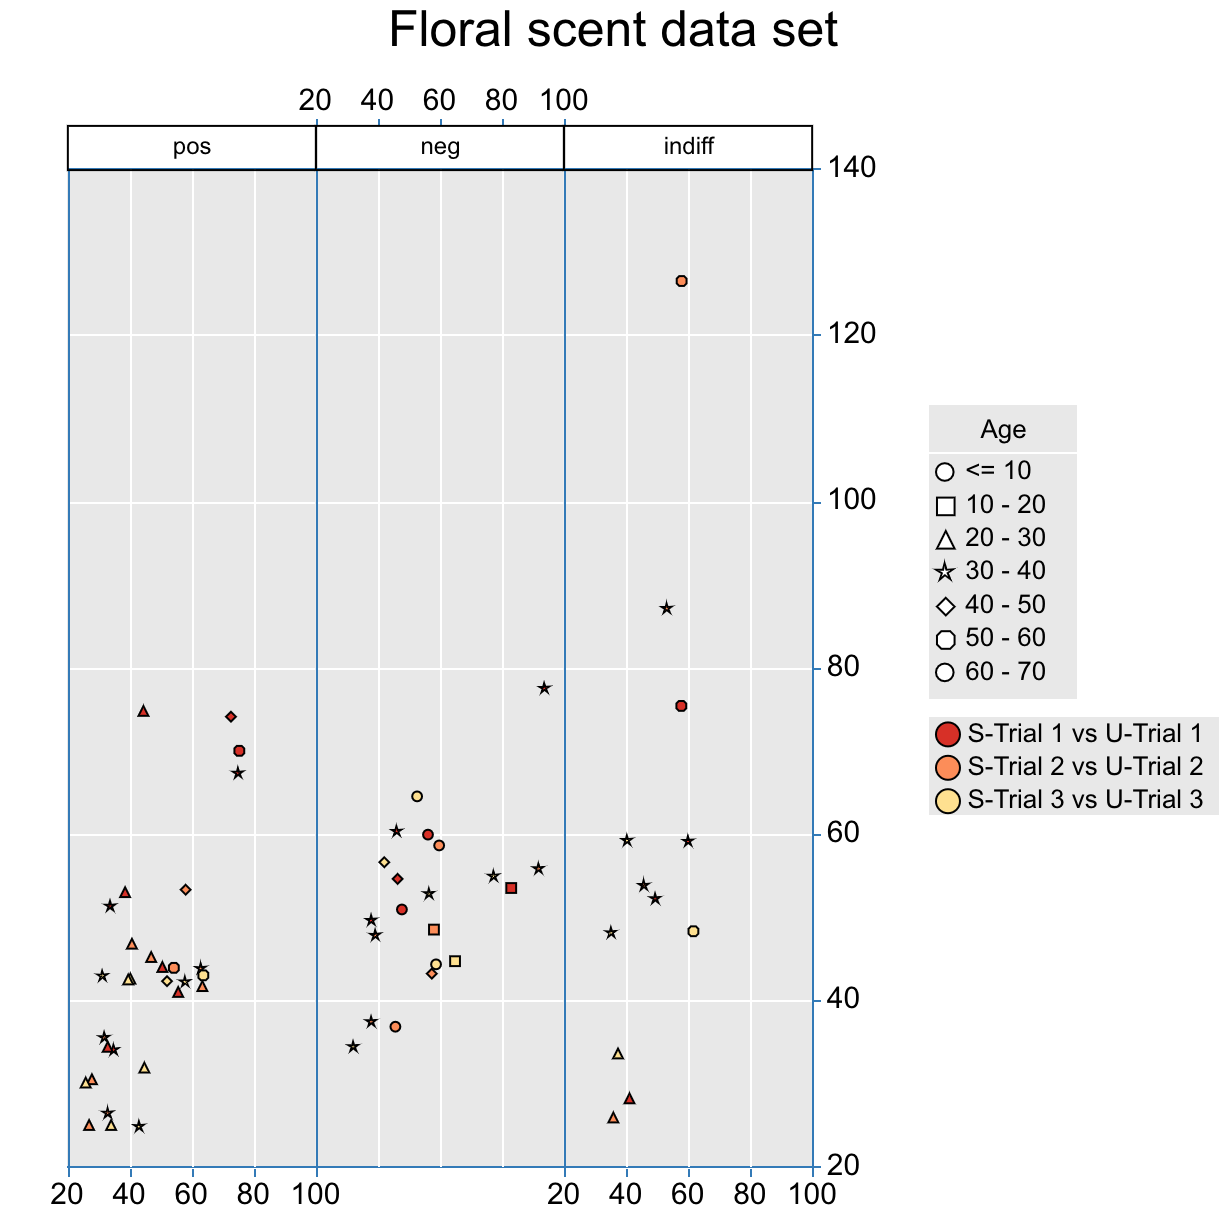 Floral scent data set
20 40 60 80 100
pos neg indiff
140
120
100
80
60
40
20
20 40 60 80 100 20 40 60 80 100
Age
<= 10
10 - 20
20 - 30
30 - 40
40 - 50
50 - 60
60 - 70
S-Trial 1 vs U-Trial 1
S-Trial 2 vs U-Trial 2
S-Trial 3 vs U-Trial 3